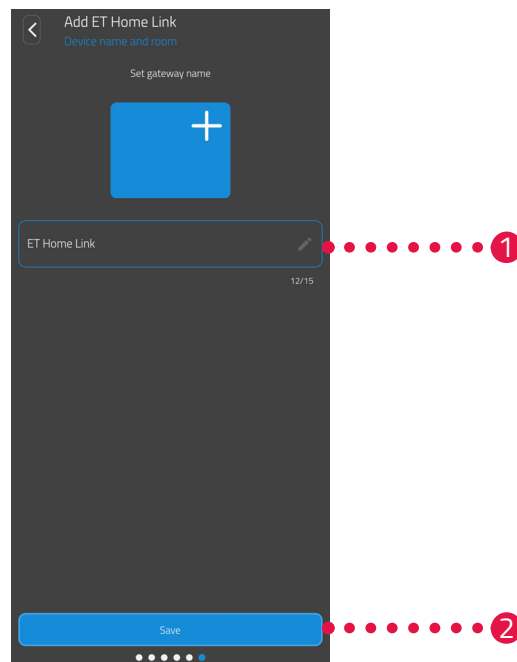 Add ET Home Link
Device name and room
Set gateway name
ET Home Link
1
12/15
Save
2